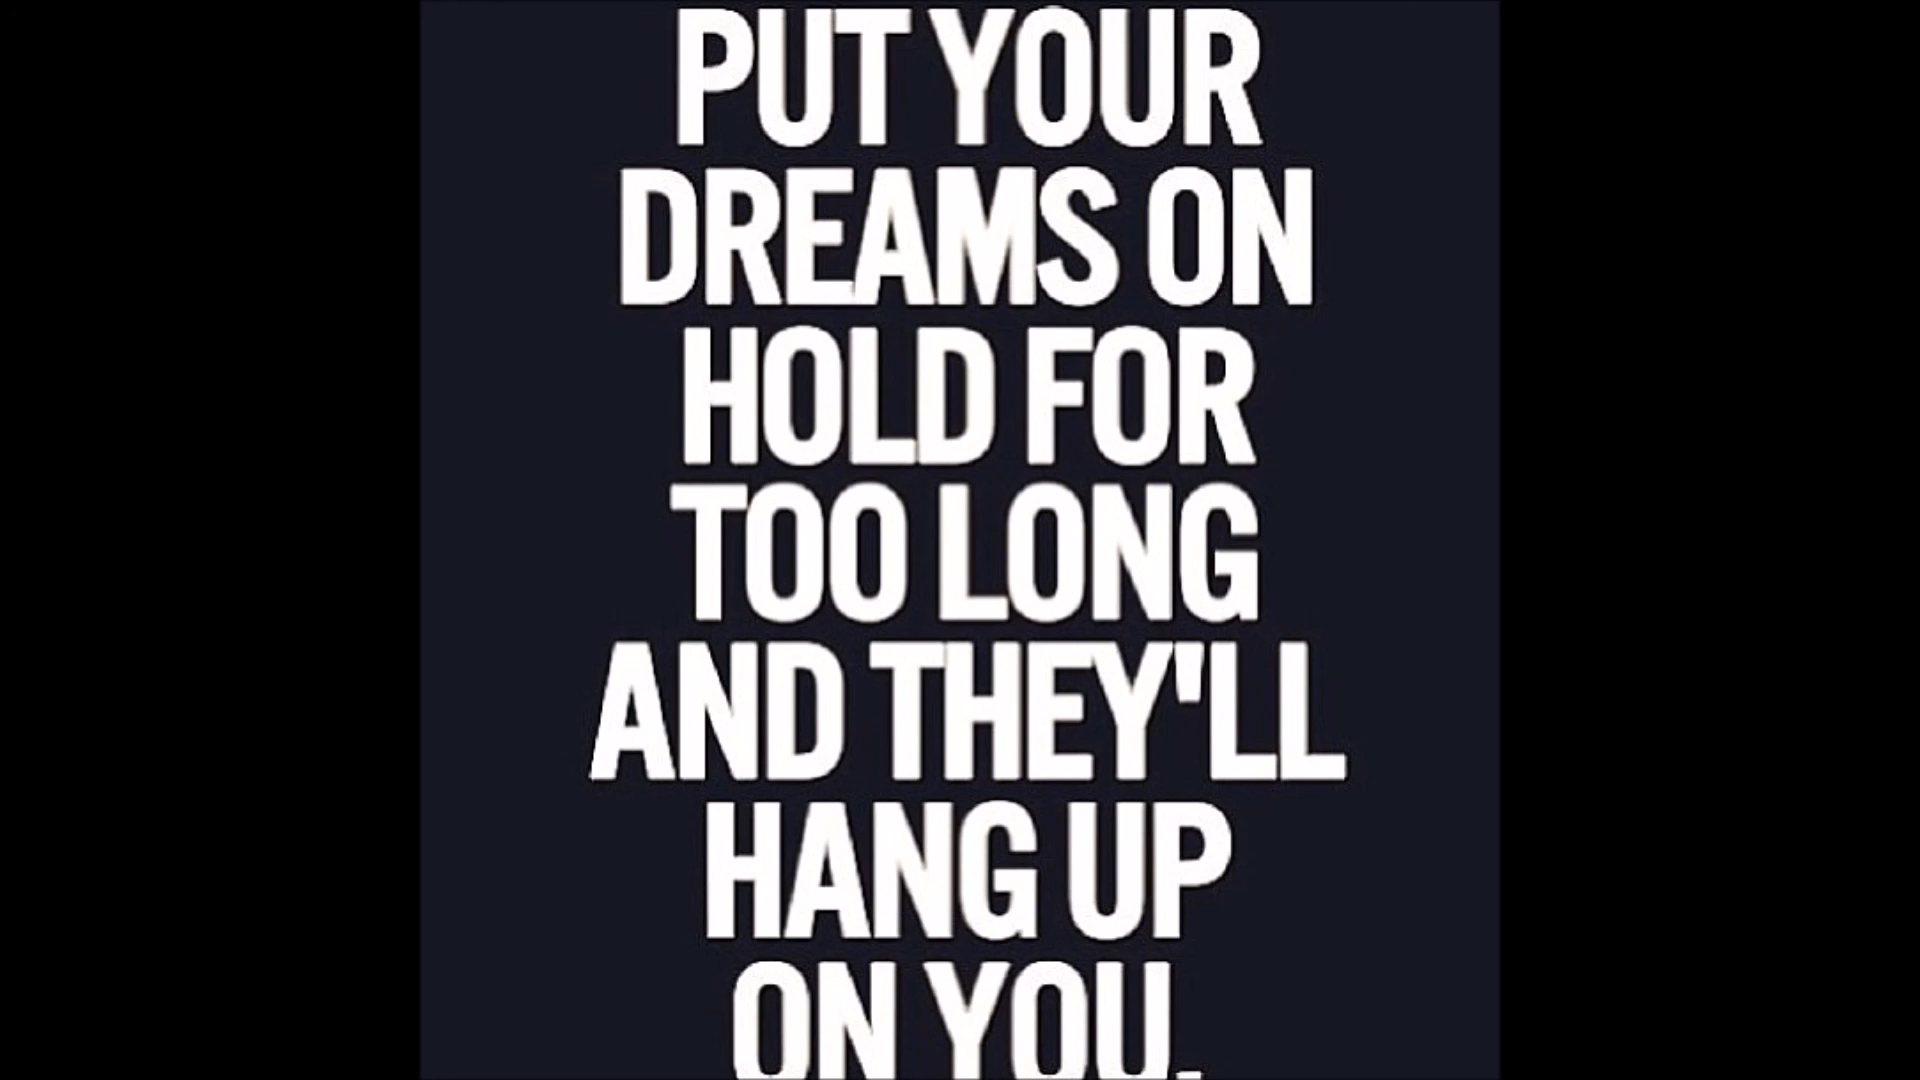 PUT YOUR
DREAMS ON
HOLD FOR
TOO LONG
AND THEY'LL
HANG UP
ON YOU.